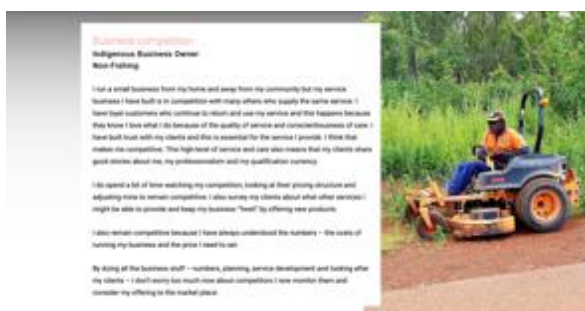 Business competition
Indigenous Business Owner
Non-Fishing
I run a small business from my home and away from my community but my service
business I have built is in competition with many others who supply the same service. I
have loyal customers who continue to return and use my service and this happens because
they know I love what I do because of the quality of service and conscientiousness of care. I
have built trust with my clients and this is essential for the service I provide. I think that
makes me competitive. This high level of service and care also means that my clients share
good stories about me, my professionalism and my qualification currency.
I do spend a bit of time watching my competition, looking at their pricing structure and
adjusting mine to remain competitive. I also survey my clients about what other services I
might be able to provide and keep my business "fresh" by offering new products.
I also remain competitive because I have always understood the numbers – the costs of
running my business and the price I need to set.
By doing all the business stuff – numbers, planning, service development and looking after
my clients – I don't worry too much now about competitors I now monitor them and
consider my offering to the market place.